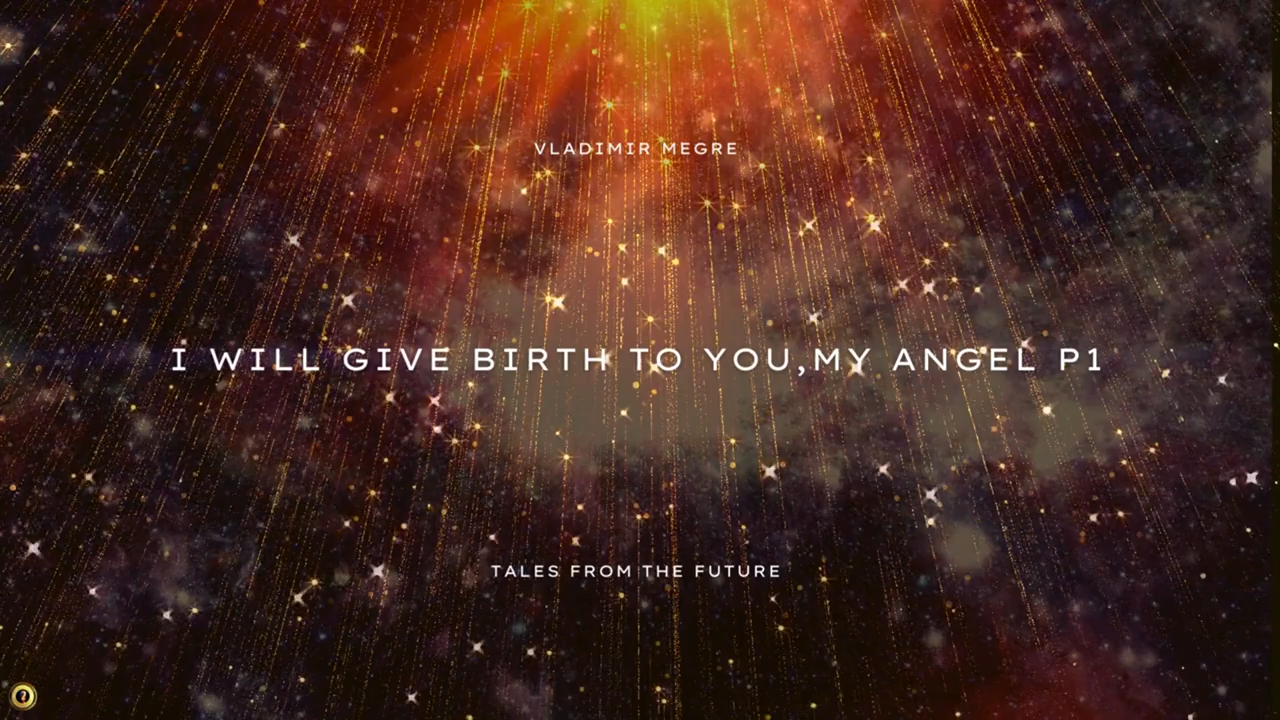 VLADIMIR MEGRE
I WILL GIVE BIRTH TO YOU,MY ANGEL P1
TALES FROM THE FUTURE